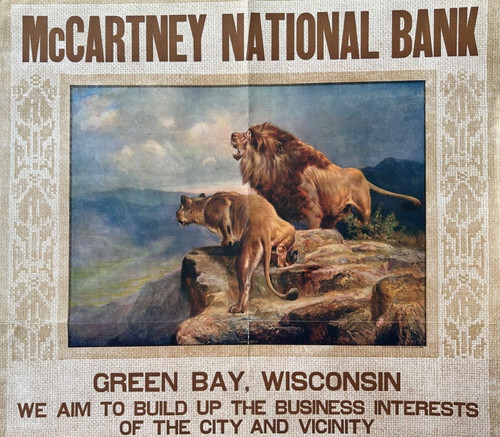 McCARTNEY NATIONAL BANK
GREEN BAY, WISCONSIN
WE AIM TO BUILD UP THE BUSINESS INTERESTS
OF THE CITY AND VICINITY